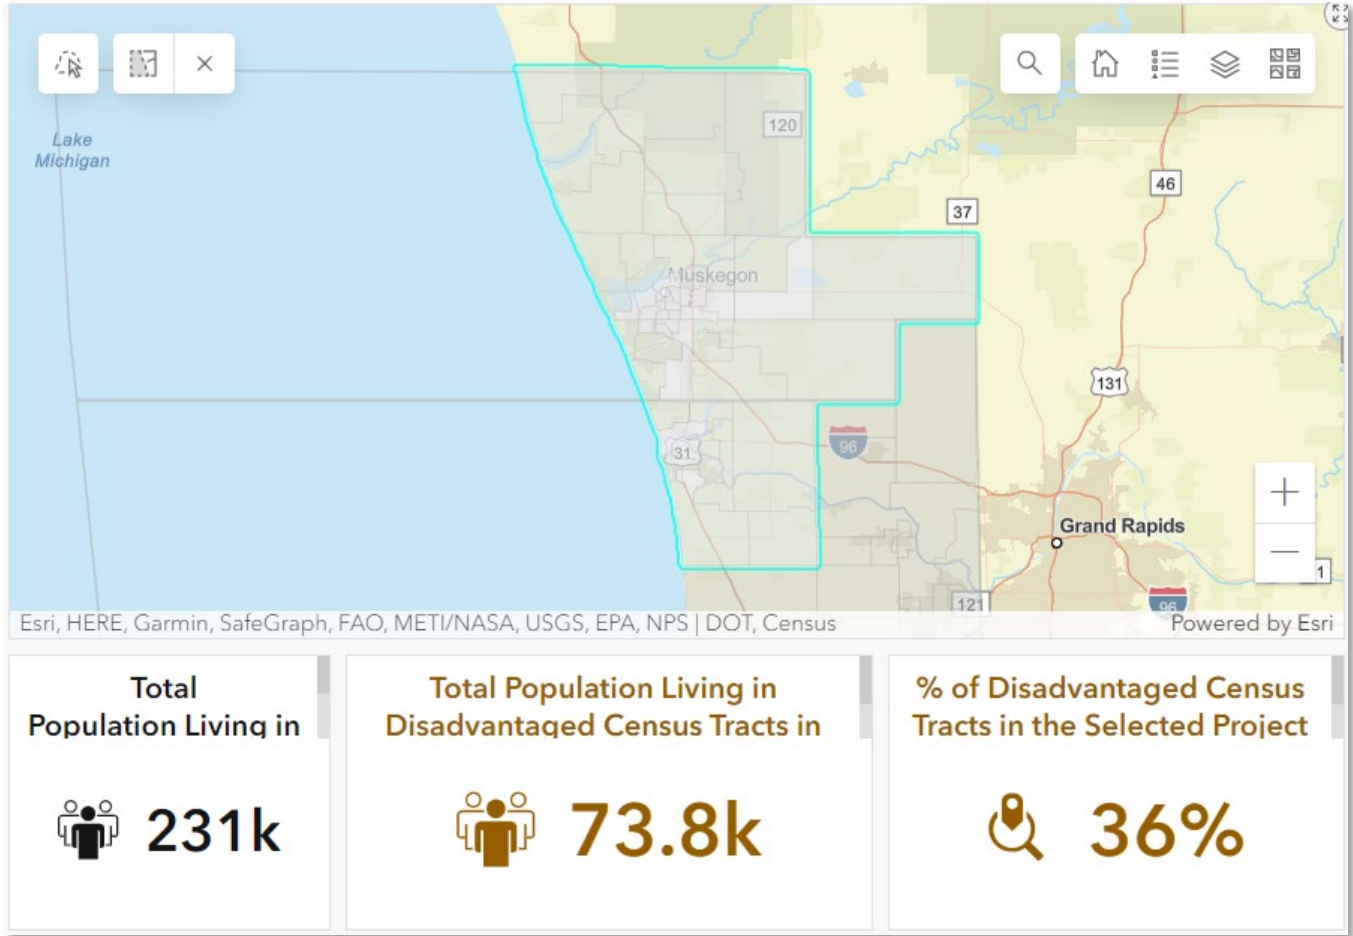 Lake
Michigan
120
46
37
Muskegon
131
96
31
Grand Rapids
121
96
1
Esri, HERE, Garmin, SafeGraph, FAO, METI/NASA, USGS, EPA, NPS | DOT, Census
Powered by Esri
Total
Population Living in
231k
Total Population Living in
Disadvantaged Census Tracts in
73.8k
% of Disadvantaged Census
Tracts in the Selected Project
36%